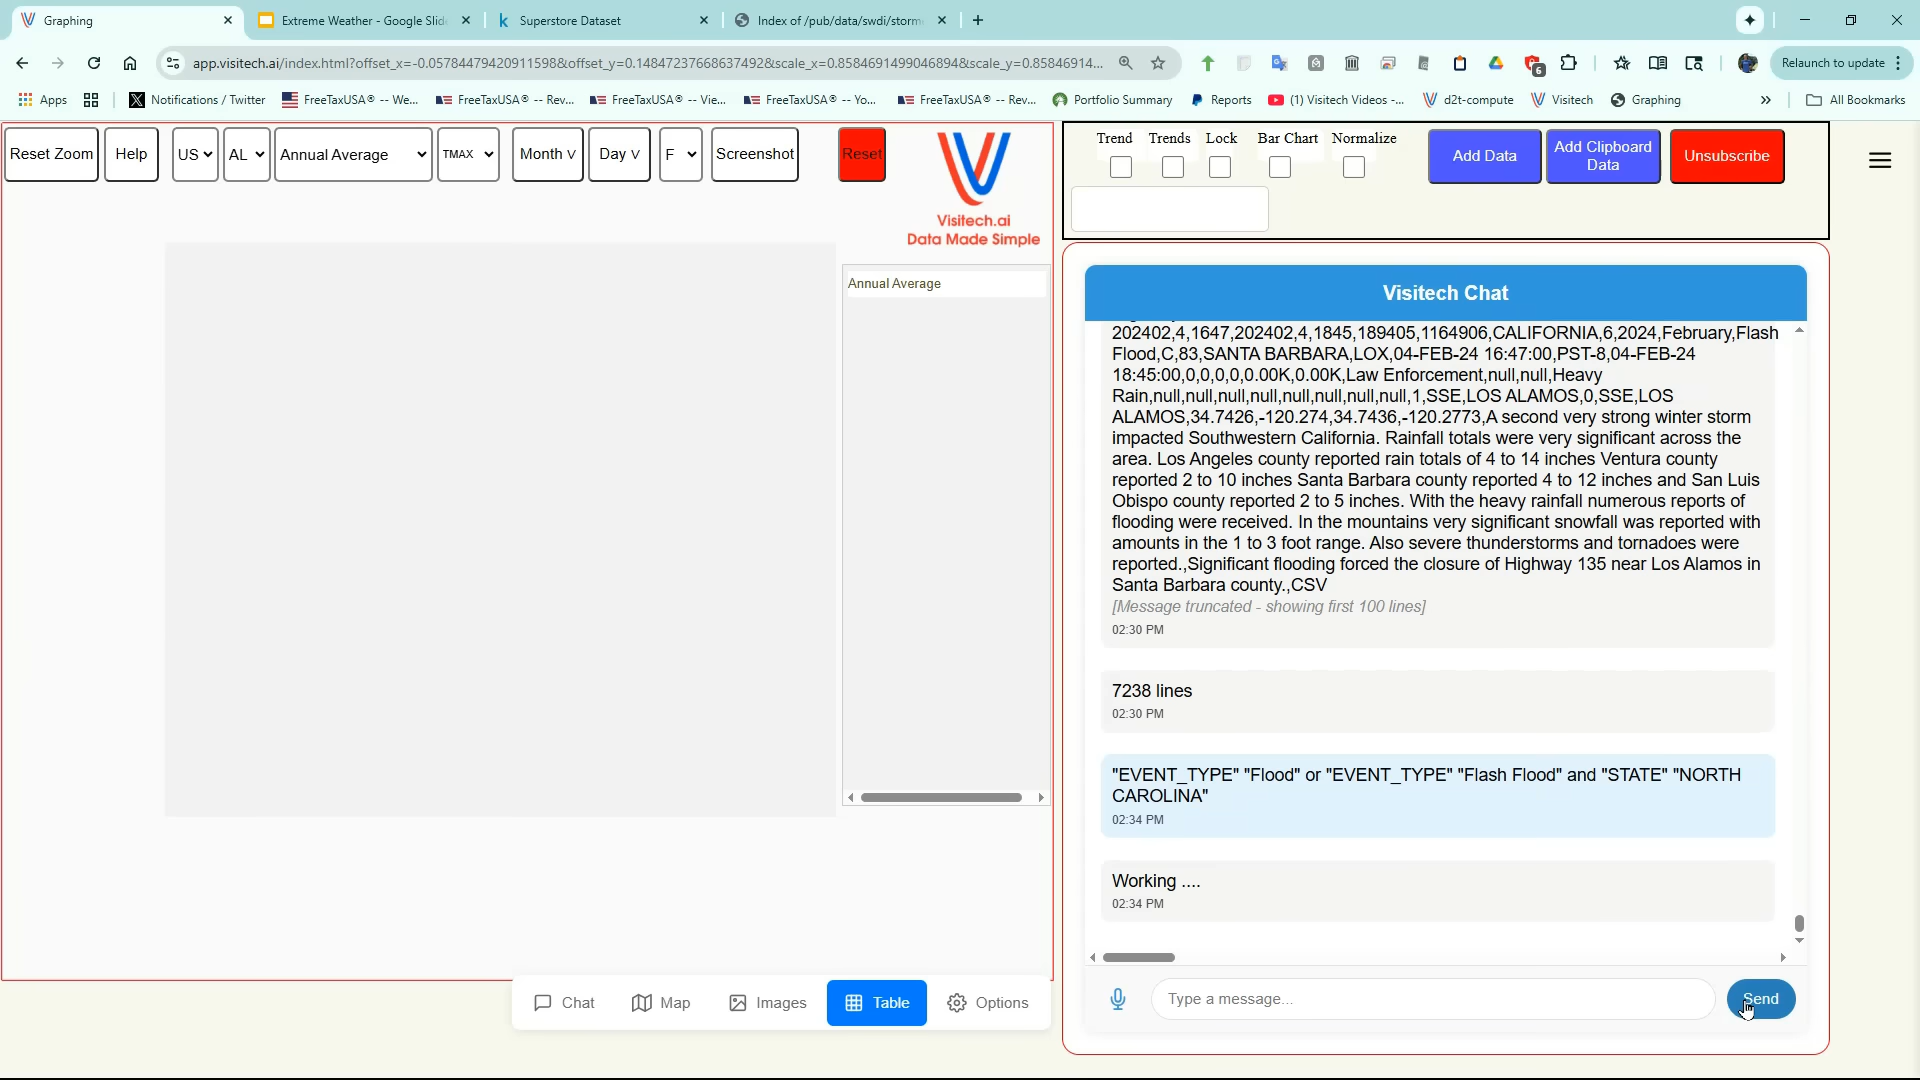 Graphing
Extreme Weather - Google Slid
Superstore Dataset
Index of /pub/data/swdi/storm
app.visitech.ai/index.html?offset_x=-0.05784479420911598&offset_y=0.14847237668637492&scale_x=0.85846914990468948&scale_y=0.85846914...
6
Relaunch to update
Apps
Notifications / Twitter
FreeTaxUSA® -- We...
FreeTaxUSA® -- Rev...
FreeTaxUSA® -- Vie...
FreeTaxUSA® -- Yo...
FreeTaxUSA® -- Rev...
Portfolio Summary
Reports
(1) Visitech Videos -...
d2t-compute
Visitech
Graphing
»
All Bookmarks
Reset Zoom
Help
US
AL
Annual Average
TMAX
Month V
Day V
F
Screenshot
Reset
Visitech.ai
Data Made Simple
Annual Average
Trend
Trends
Lock
Bar Chart
Normalize
Add Data
Add Clipboard
Data
Unsubscribe
Visitech Chat
202402,4,1647,202402,4,1845,189405,1164906,CALIFORNIA,6,2024,February,Flash
Flood,C,83,SANTA BARBARA,LOX,04-FEB-24 16:47:00,PST-8,04-FEB-24
18:45:00,0,0,0,0,0.00K,0.00K,Law Enforcement,null,null,Heavy
Rain,null,null,null,null,null,null,null,null,1,SSE,LOS ALAMOS,0,SSE,LOS
ALAMOS,34.7426,-120.274,34.7436,-120.2773,A second very strong winter storm
impacted Southwestern California. Rainfall totals were very significant across the
area. Los Angeles county reported rain totals of 4 to 14 inches Ventura county
reported 2 to 10 inches Santa Barbara county reported 4 to 12 inches and San Luis
Obispo county reported 2 to 5 inches. With the heavy rainfall numerous reports of
flooding were received. In the mountains very significant snowfall was reported with
amounts in the 1 to 3 foot range. Also severe thunderstorms and tornadoes were
reported.,Significant flooding forced the closure of Highway 135 near Los Alamos in
Santa Barbara county.,CSV
[Message truncated - showing first 100 lines]
02:30 PM
7238 lines
02:30 PM
"EVENT_TYPE" "Flood" or "EVENT_TYPE" "Flash Flood" and "STATE" "NORTH
CAROLINA"
02:34 PM
Working ....
02:34 PM
Type a message...
Send
Chat
Map
Images
Table
Options